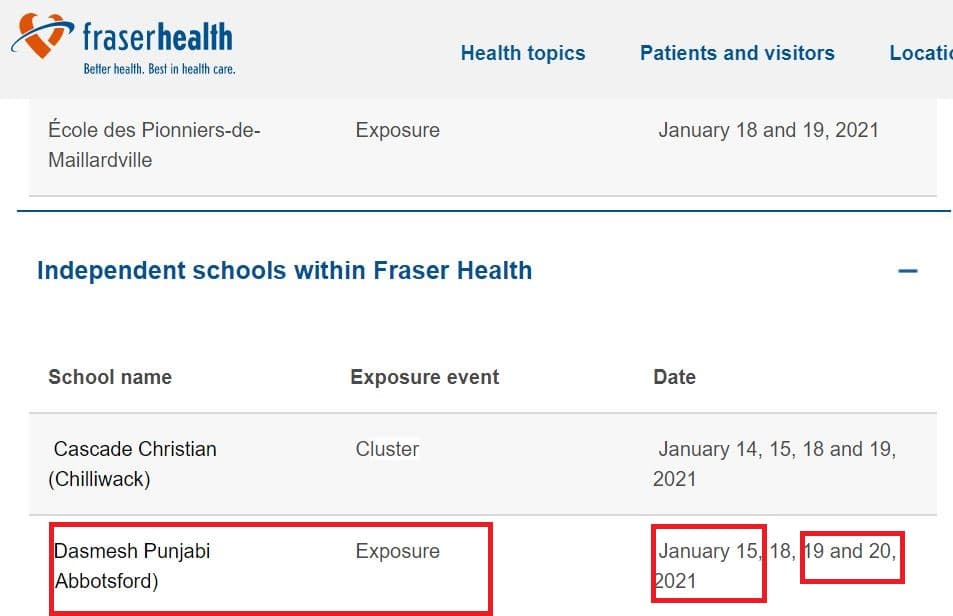 fraserhealth
Better health. Best in health care.
Health topics
Patients and visitors
Locatio
École des Pionniers-de-
Maillardville
Exposure
January 18 and 19, 2021
Independent schools within Fraser Health
School name
Exposure event
Date
Cascade Christian
(Chilliwack)
Cluster
January 14, 15, 18 and 19,
2021
Dasmesh Punjabi
Abbotsford)
Exposure
January 15, 18, 19 and 20,
2021